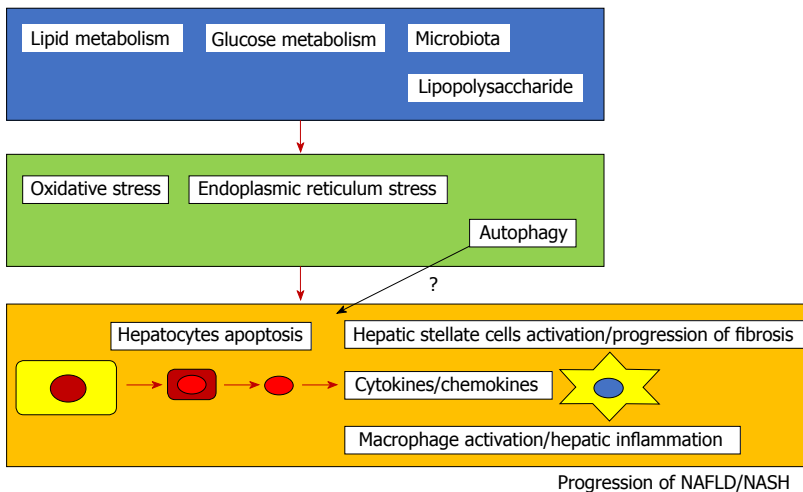 Lipid metabolism
Glucose metabolism
Microbiota
Lipopolysaccharide
Oxidative stress
Endoplasmic reticulum stress
Autophagy
?
Hepatocytes apoptosis
Hepatic stellate cells activation/progression of fibrosis
Cytokines/chemokines
Macrophage activation/hepatic inflammation
Progression of NAFLD/NASH